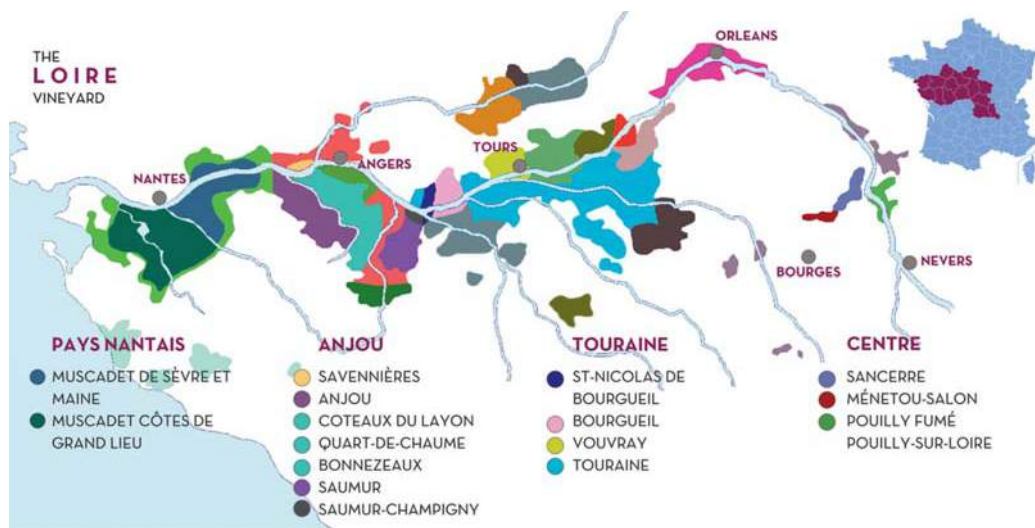 THE
LOIRE
VINEYARD
ORLEANS
TOURS
ANGERS
NANTES
BOURGES
NEVERS
PAYS NANTAIS
MUSCADET DE SÈVRE ET
MAINE
MUSCADET CÔTES DE
GRAND LIEU
ANJOU
SAVENNIÈRES
ANJOU
COTEAUX DU LAYON
QUART-DE-CHAUME
BONNEZEAUX
SAUMUR
SAUMUR-CHAMPIGNY
TOURAINE
ST-NICOLAS DE
BOURGUEIL
BOURGUEIL
VOUVRAY
TOURAINE
CENTRE
SANCERRE
MÉNETOU-SALON
POUILLY FUMÉ
POUILLY-SUR-LOIRE